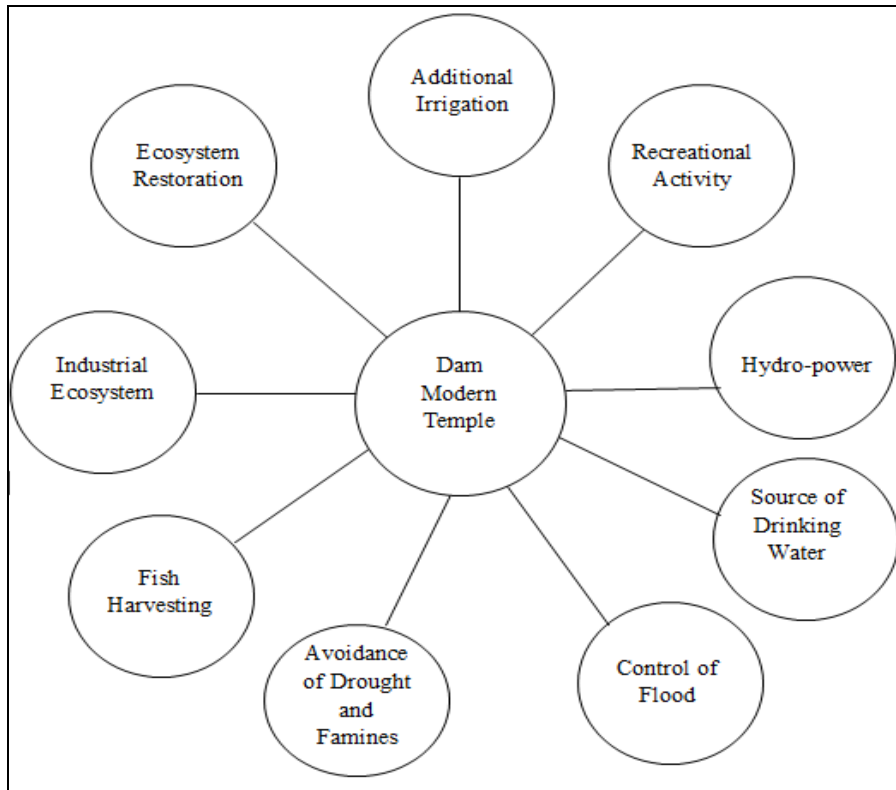 Additional
Irrigation
Recreational
Activity
Hydro-power
Source of
Drinking
Water
Control of
Flood
Avoidance
of Drought
and
Famines
Fish
Harvesting
Industrial
Ecosystem
Ecosystem
Restoration
Dam
Modern
Temple